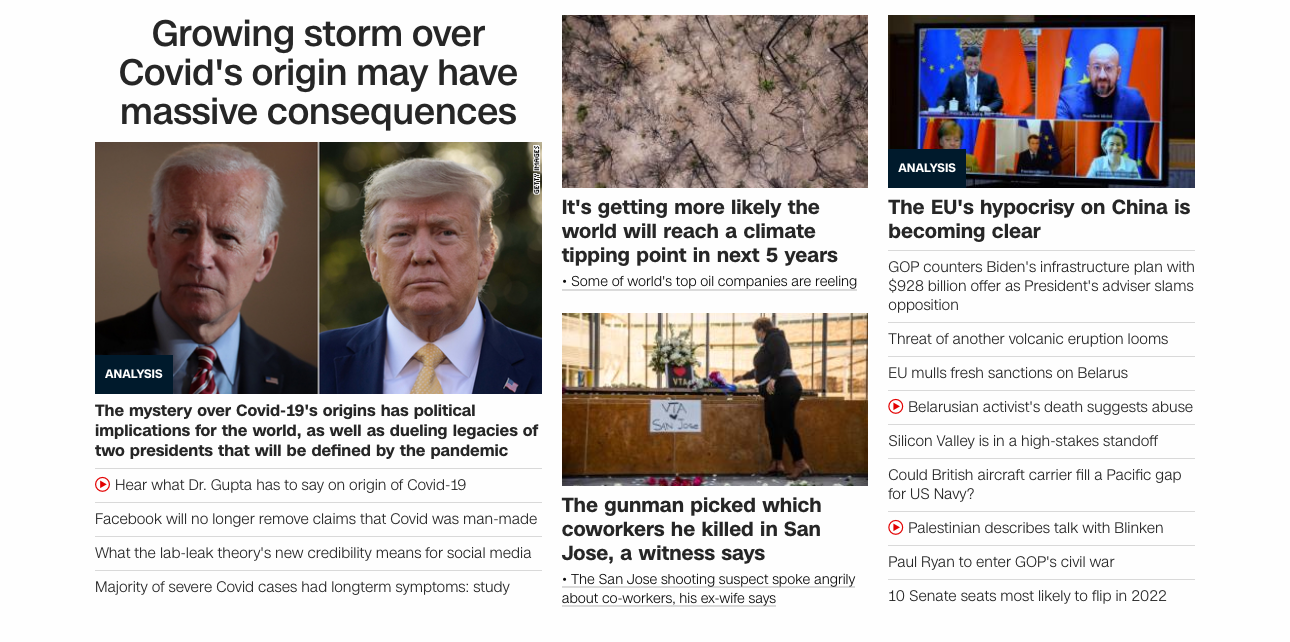 Growing storm over
Covid's origin may have
massive consequences
GETTY IMAGES
ANALYSIS
The mystery over Covid-19's origins has political
implications for the world, as well as dueling legacies of
two presidents that will be defined by the pandemic
Hear what Dr. Gupta has to say on origin of Covid-19
Facebook will no longer remove claims that Covid was man-made
What the lab-leak theory's new credibility means for social media
Majority of severe Covid cases had longterm symptoms: study
It's getting more likely the
world will reach a climate
tipping point in next 5 years
• Some of world's top oil companies are reeling
VTA
VTA
SAN JOSE
The gunman picked which
coworkers he killed in San
Jose, a witness says
• The San Jose shooting suspect spoke angrily
about co-workers, his ex-wife says
ANALYSIS
The EU's hypocrisy on China is
becoming clear
GOP counters Biden's infrastructure plan with
$928 billion offer as President's adviser slams
opposition
Threat of another volcanic eruption looms
EU mulls fresh sanctions on Belarus
Belarusian activist's death suggests abuse
Silicon Valley is in a high-stakes standoff
Could British aircraft carrier fill a Pacific gap
for US Navy?
Palestinian describes talk with Blinken
Paul Ryan to enter GOP's civil war
10 Senate seats most likely to flip in 2022